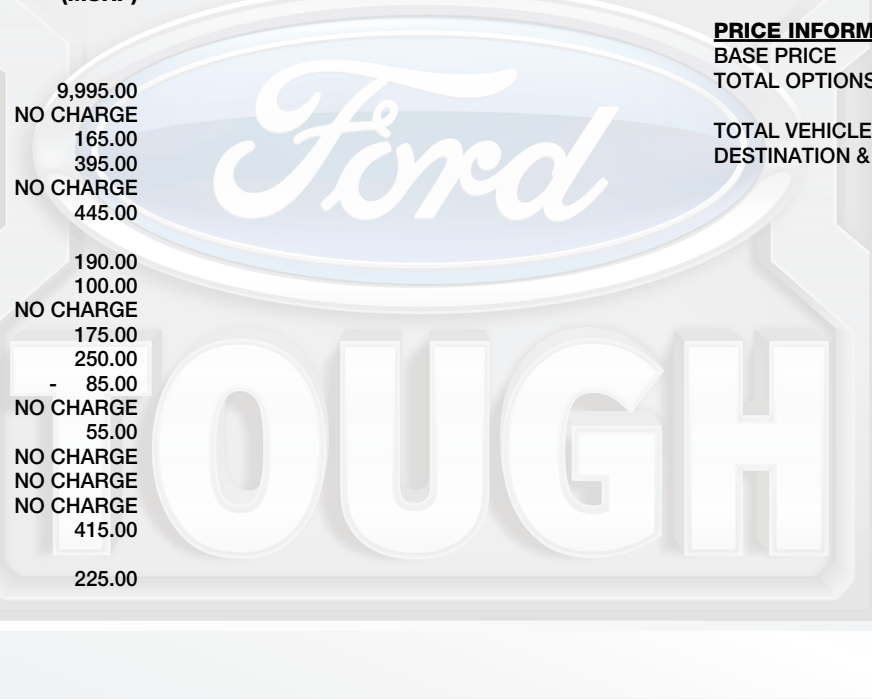 (MSRP)
9,995.00
NO CHARGE
165.00
395.00
NO CHARGE
445.00
190.00
100.00
NO CHARGE
175.00
250.00
- 85.00
NO CHARGE
55.00
NO CHARGE
NO CHARGE
NO CHARGE
415.00
225.00
PRICE INFORM
BASE PRICE
TOTAL OPTIONS
TOTAL VEHICLE
DESTINATION &
Ford
TOUGH